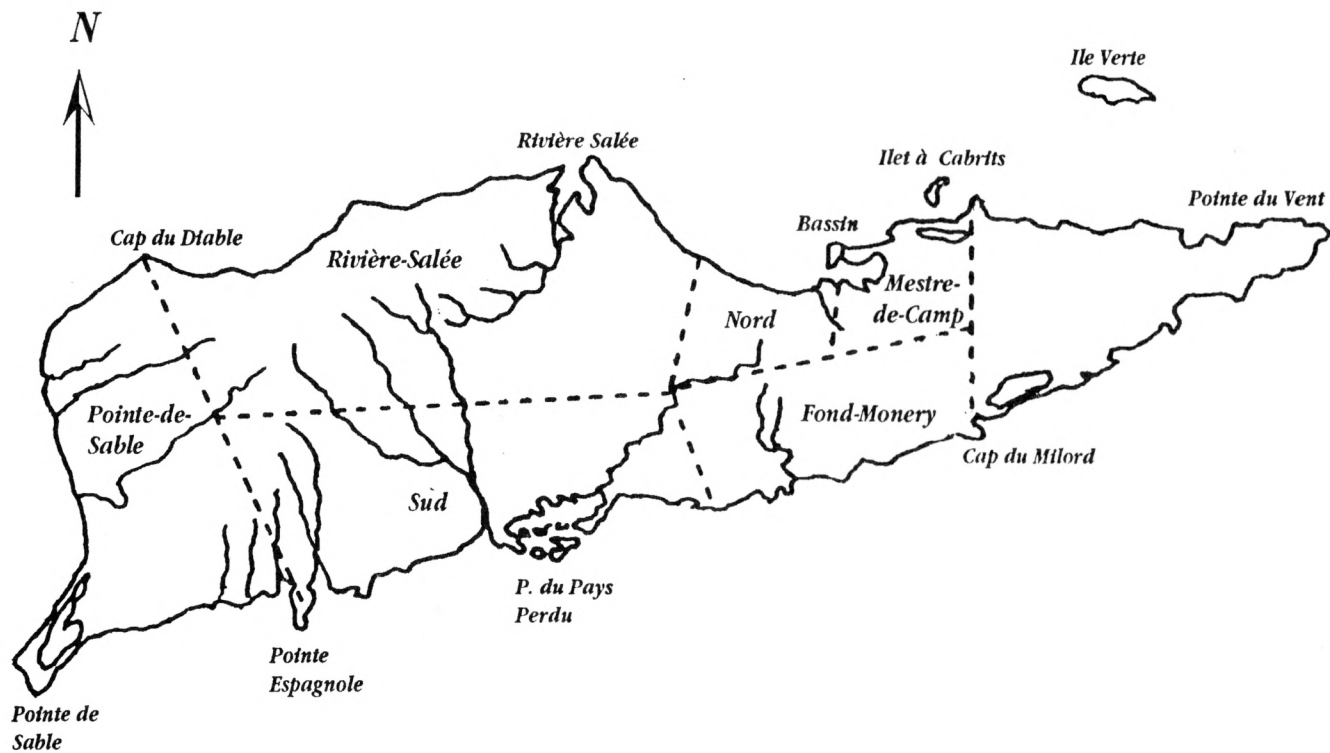 N
Ile Verte
Rivière Salée
Ilet à Cabrits
Pointe du Vent
Bassin
Cap du Diable
Rivière-Salée
Mestre-
de-Camp
Nord
Pointe-de-
Sable
Fond-Monery
Cap du Milord
Sud
P. du Pays
Perdu
Pointe
Espagnole
Pointe de
Sable